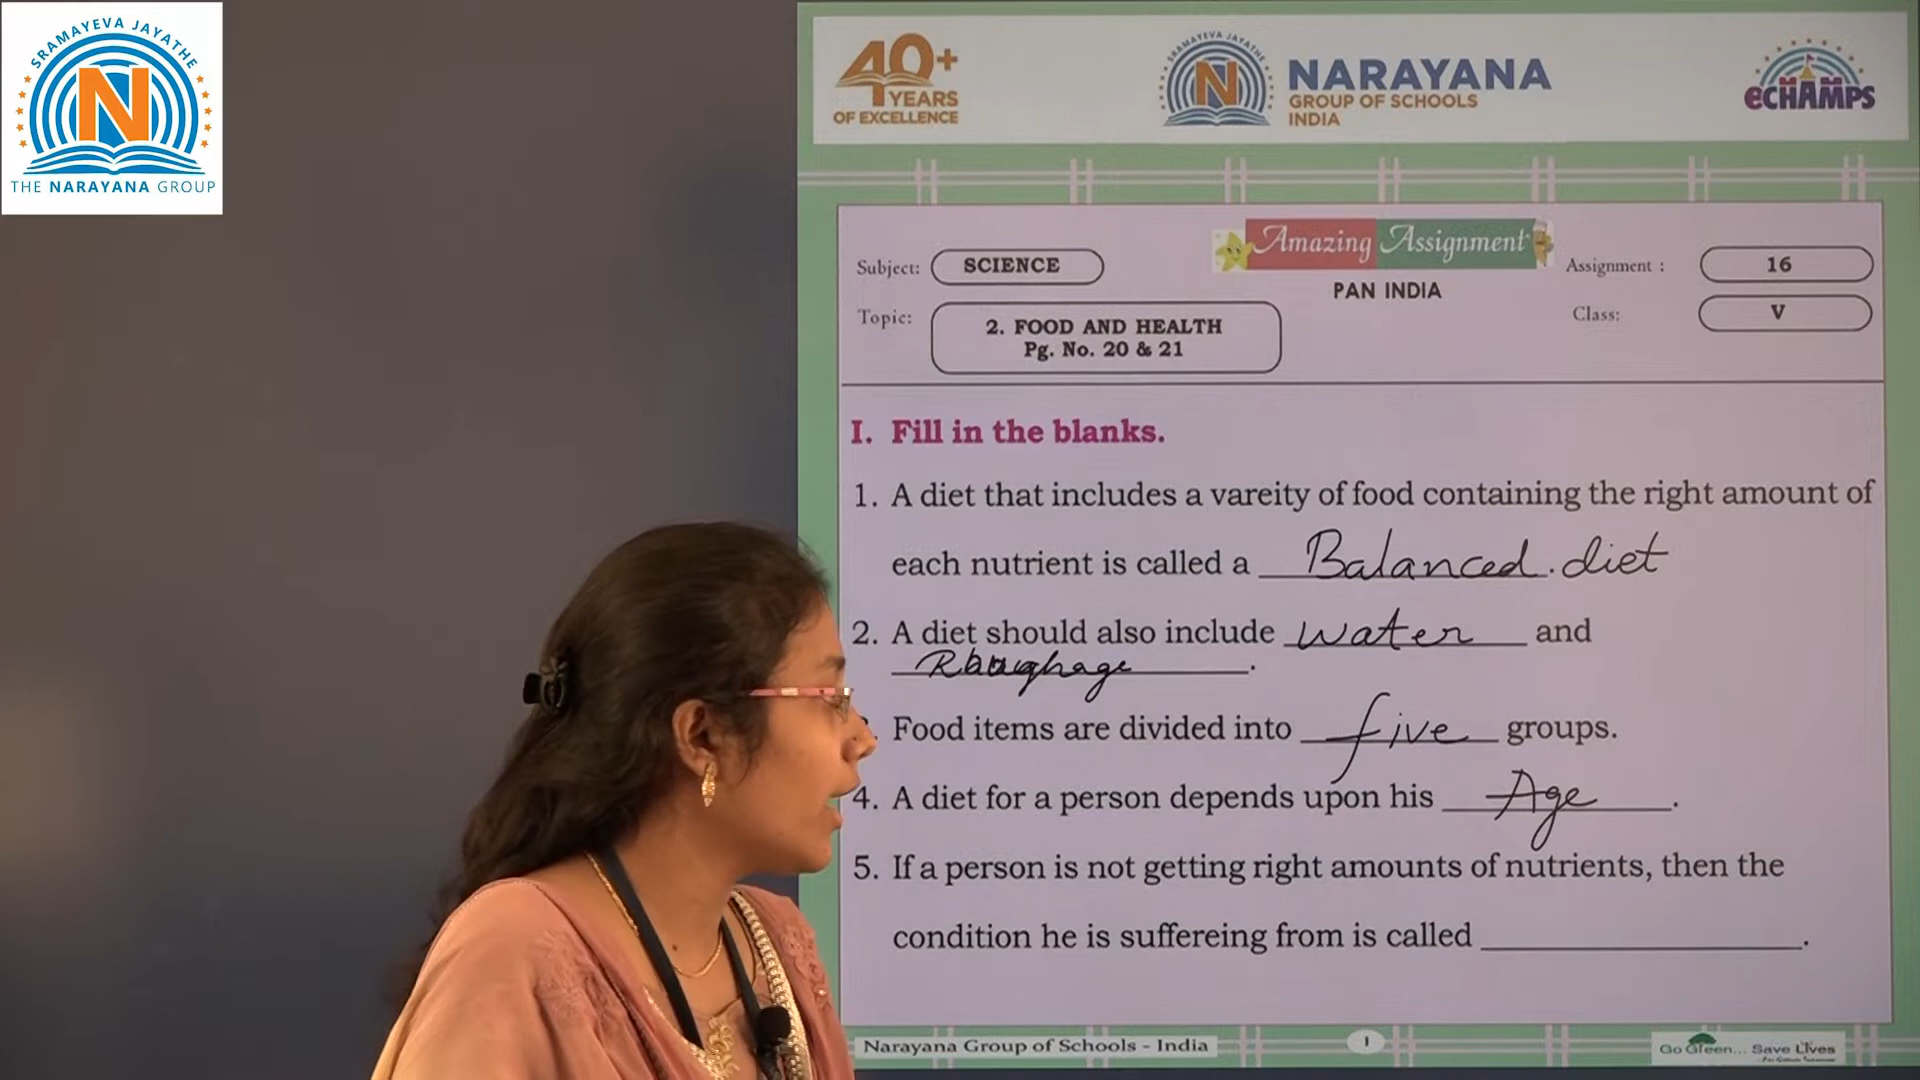 SRAMAYEVA JAYATHE
N
THE NARAYANA GROUP
40+
YEARS
OF EXCELLENCE
SRAMAYEVA JAYATHE
N
NARAYANA
GROUP OF SCHOOLS
INDIA
eCHAMPS
Amazing Assignment
PAN INDIA
Subject: SCIENCE
Assignment : 16
Topic: 2. FOOD AND HEALTH
Pg. No. 20 & 21
Class: V
I. Fill in the blanks.
1. A diet that includes a vareity of food containing the right amount of
each nutrient is called a Balanced diet
2. A diet should also include water and
Roughage.
Food items are divided into five groups.
4. A diet for a person depends upon his Age.
5. If a person is not getting right amounts of nutrients, then the
condition he is suffereing from is called ____________.
Narayana Group of Schools - India
1
Go Green... Save Lives